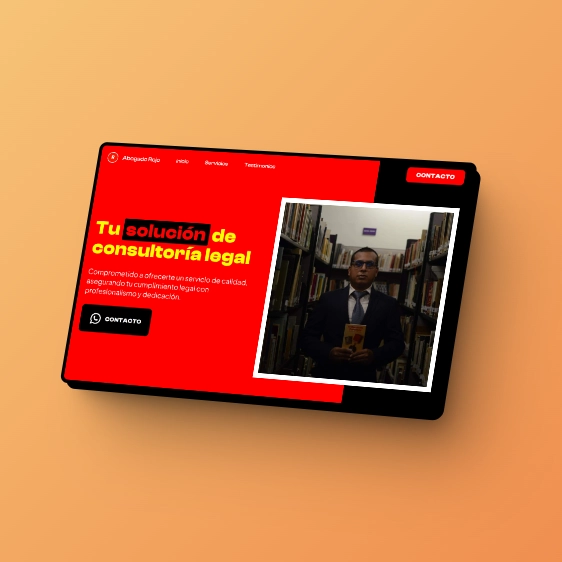 Abogado Rojo
Inicio
Servicios
Testimonios
CONTACTO
Tu solución de
consultoría legal
Comprometido a ofrecerte un servicio de calidad,
asegurando tu cumplimiento legal con
profesionalismo y dedicación.
CONTACTO